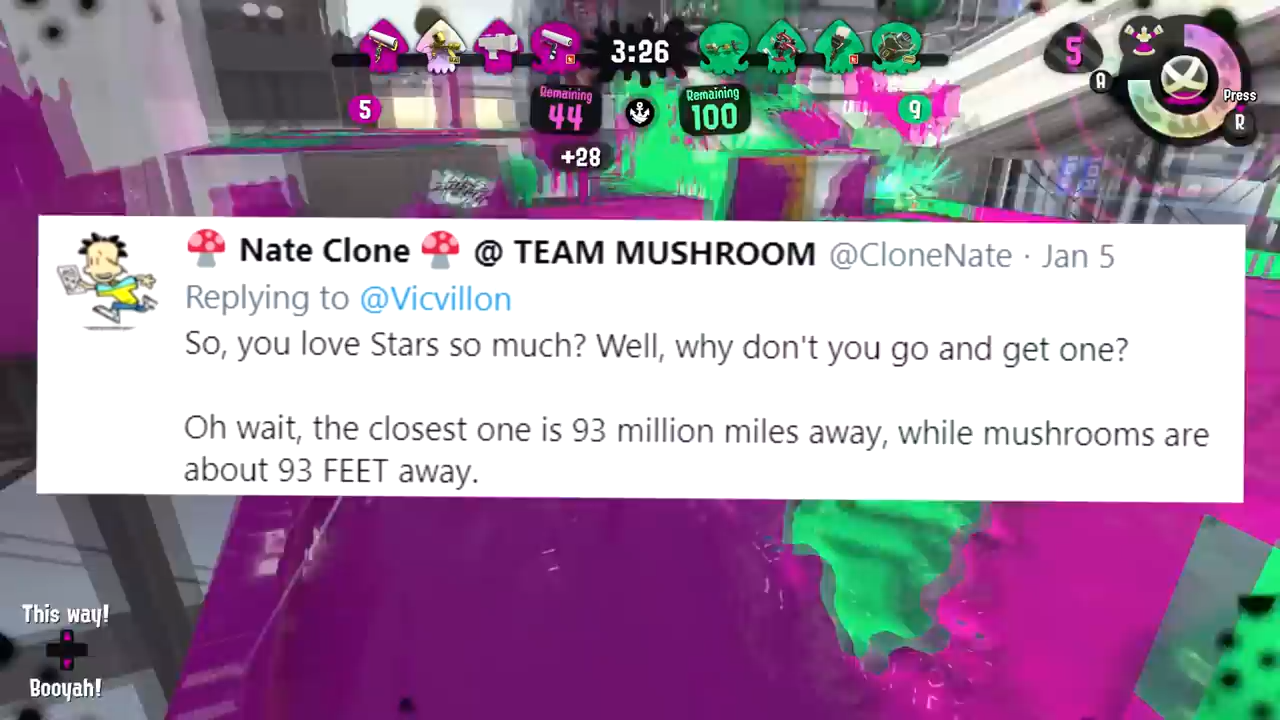 3:26
5
A
Press
R
Remaining
44
Remaining
100
5
9
+28
🍄 Nate Clone 🍄 @ TEAM MUSHROOM @CloneNate · Jan 5
Replying to @Vicvillon
So, you love Stars so much? Well, why don't you go and get one?
Oh wait, the closest one is 93 million miles away, while mushrooms are
about 93 FEET away.
This way!
Booyah!